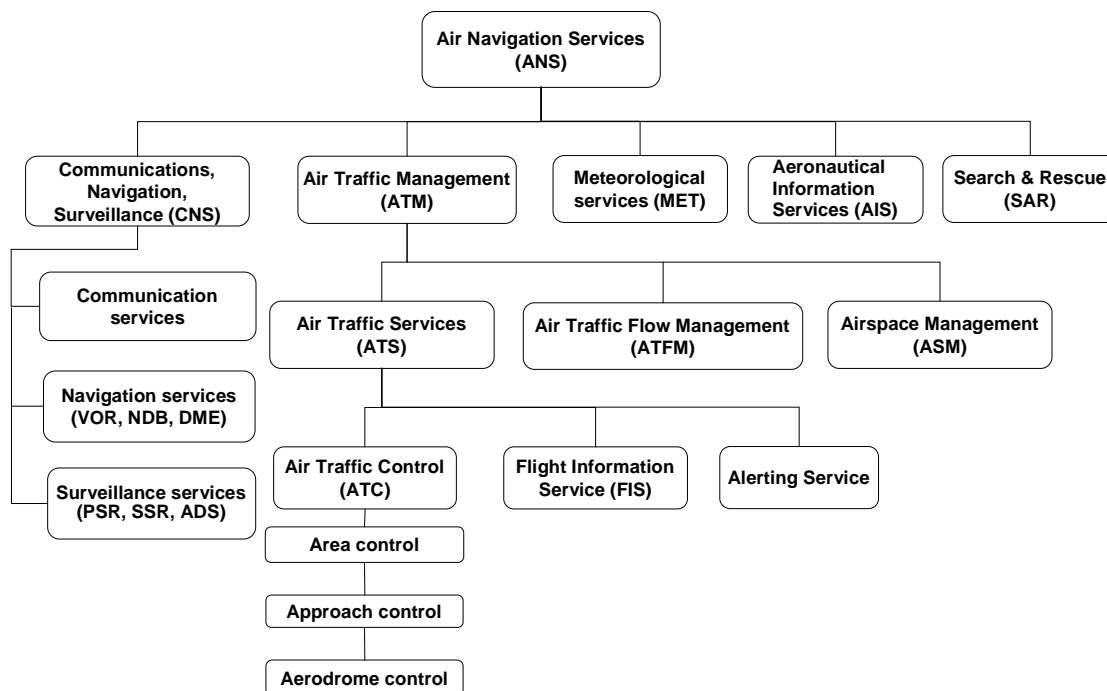 Air Navigation Services
(ANS)
Communications,
Navigation,
Surveillance (CNS)
Air Traffic Management
(ATM)
Meteorological
services (MET)
Aeronautical
Information
Services (AIS)
Search & Rescue
(SAR)
Communication
services
Navigation services
(VOR, NDB, DME)
Surveillance services
(PSR, SSR, ADS)
Air Traffic Services
(ATS)
Air Traffic Flow Management
(ATFM)
Airspace Management
(ASM)
Air Traffic Control
(ATC)
Flight Information
Service (FIS)
Alerting Service
Area control
Approach control
Aerodrome control